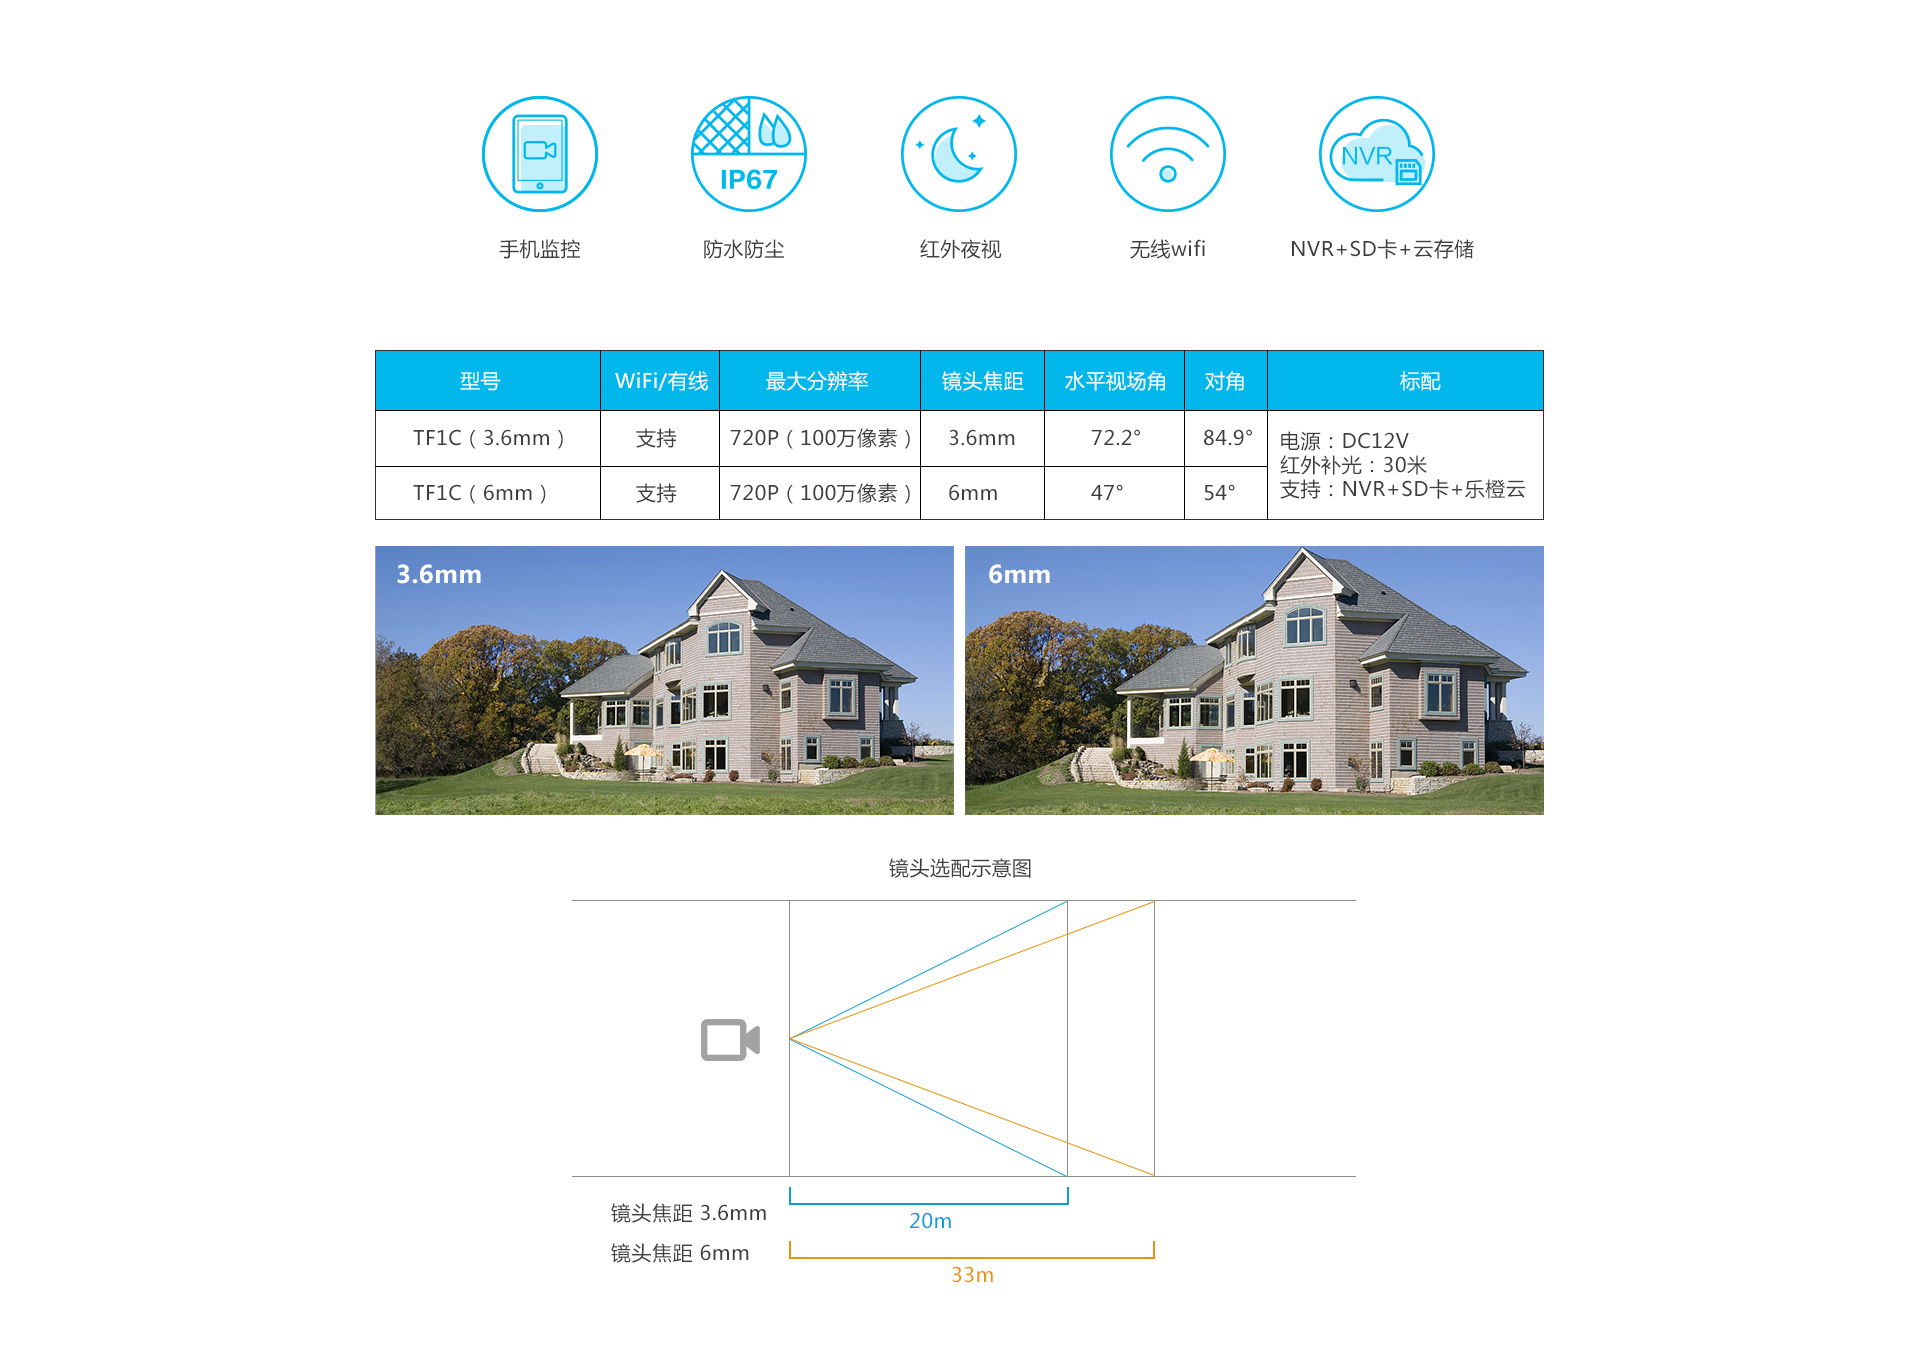 IP67
NVR
手机监控
防水防尘
红外夜视
无线wifi
NVR+SD卡+云存储
型号 WiFi/有线 最大分辨率 镜头焦距 水平视场角 对角 标配
TF1C（3.6mm） 支持 720P（100万像素） 3.6mm 72.2° 84.9°
TF1C（6mm） 支持 720P（100万像素） 6mm 47° 54°
电源：DC12V
红外补光：30米
支持：NVR+SD卡+乐橙云
3.6mm
6mm
镜头选配示意图
镜头焦距 3.6mm
20m
镜头焦距 6mm
33m